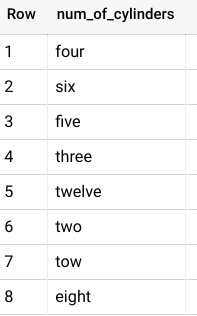 Row num_of_cylinders
1 four
2 six
3 five
4 three
5 twelve
6 two
7 tow
8 eight